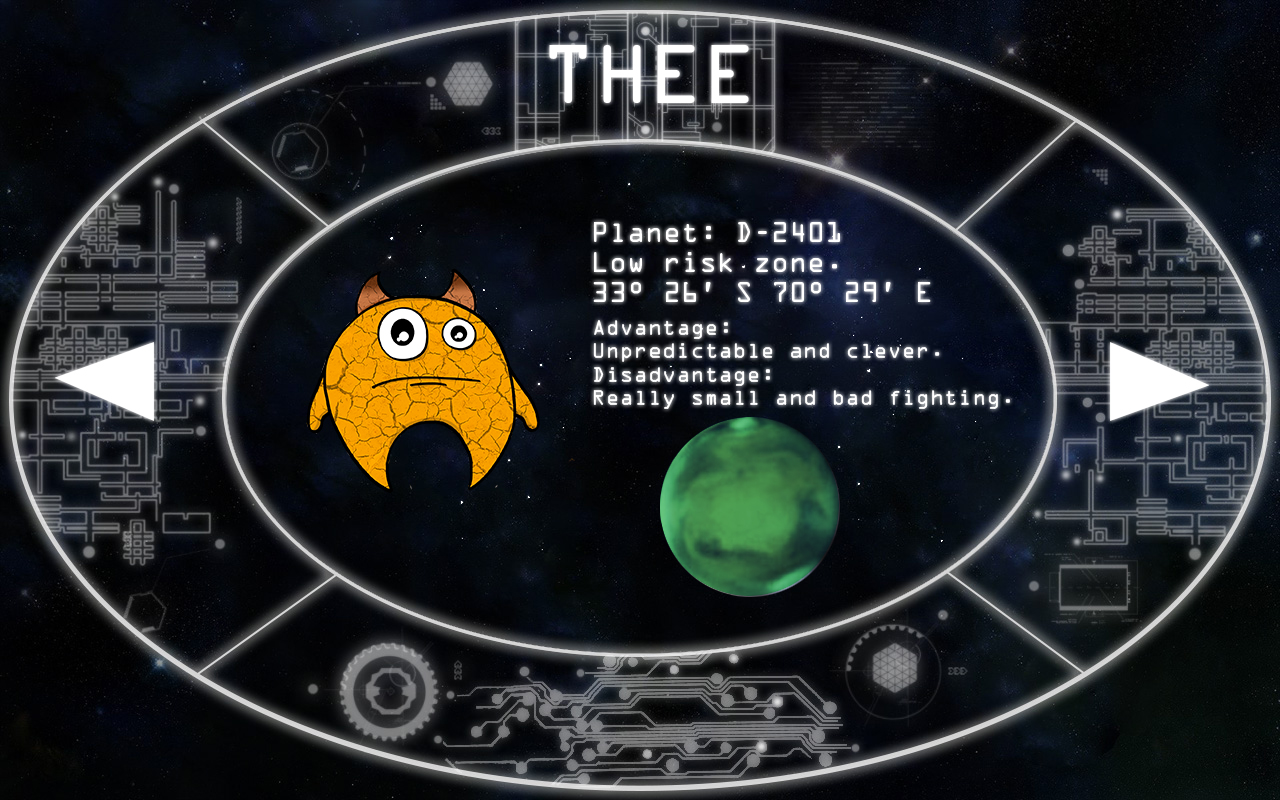 THEE
Planet: D-2401
Low risk zone.
33º 26' S 70º 29' E
Advantage:
Unpredictable and clever.
Disadvantage:
Really small and bad fighting.